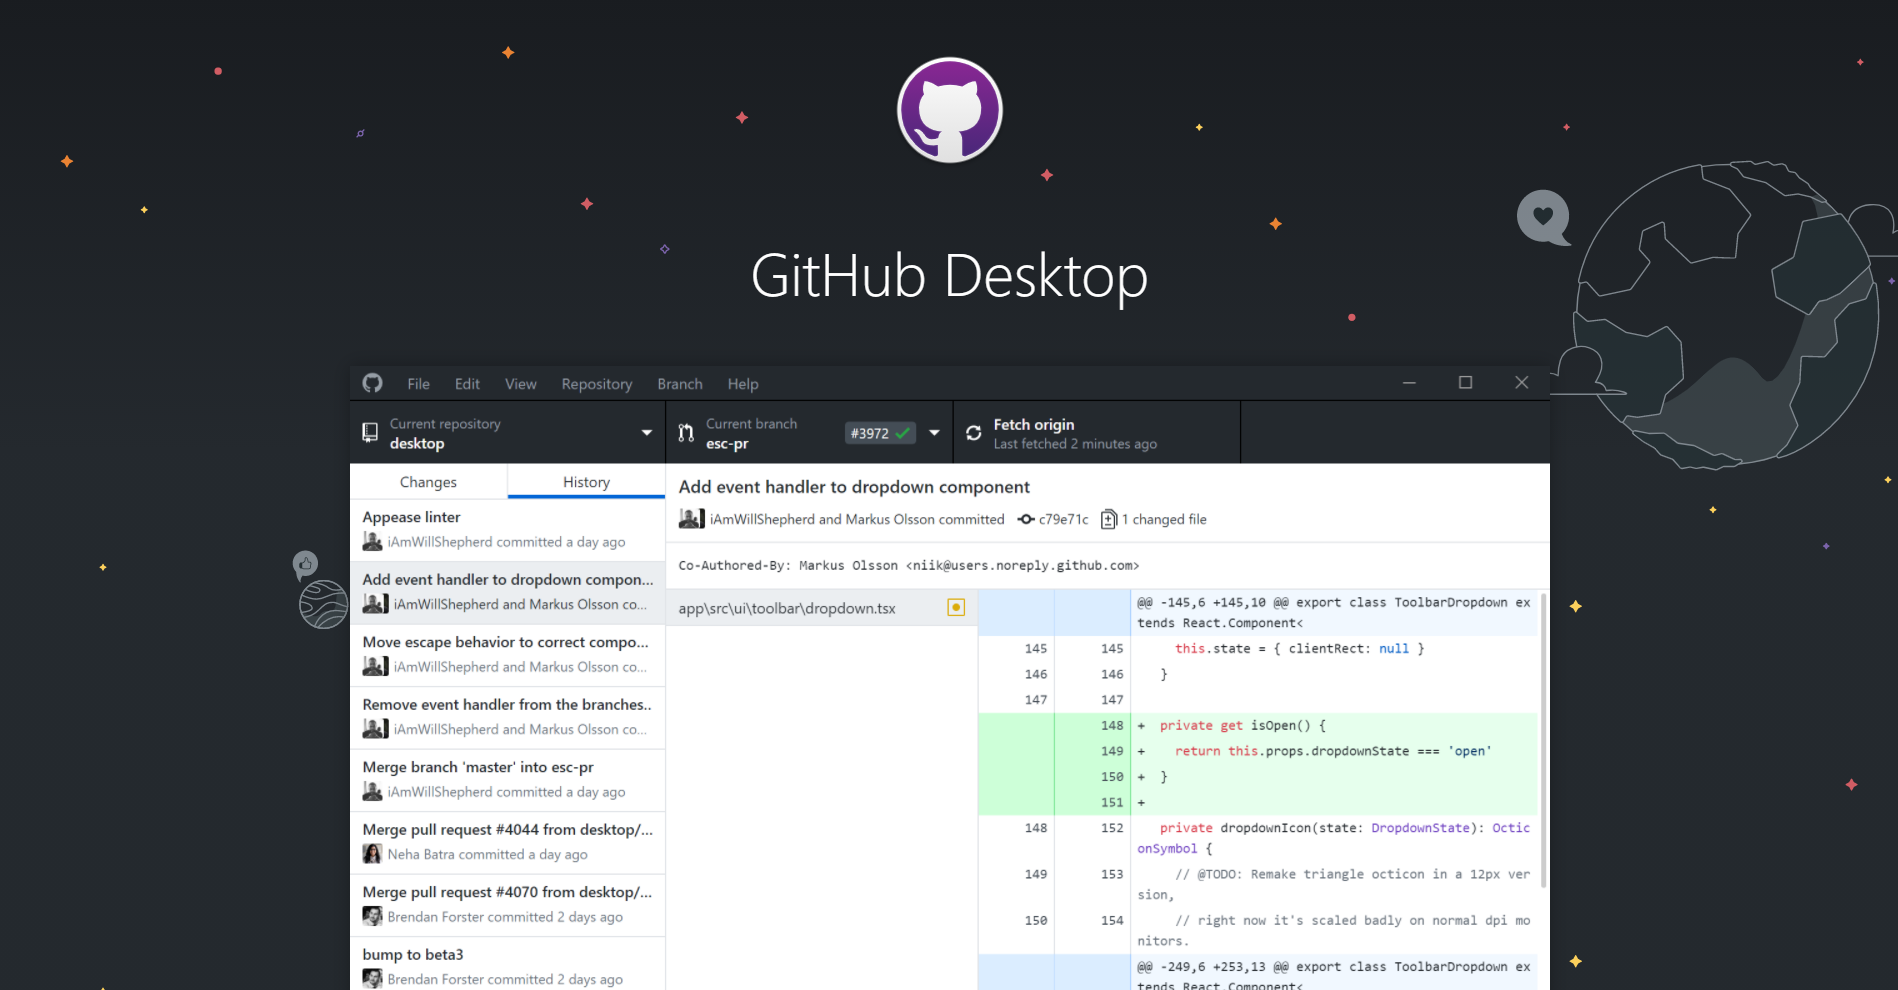 GitHub Desktop
File Edit View Repository Branch Help
Current repository
desktop
Current branch
esc-pr
#3972
Fetch origin
Last fetched 2 minutes ago
Changes
History
Appease linter
iAmWillShepherd committed a day ago
Add event handler to dropdown compon...
iAmWillShepherd and Markus Olsson co...
Move escape behavior to correct compo...
iAmWillShepherd and Markus Olsson co...
Remove event handler from the branches..
iAmWillShepherd and Markus Olsson co...
Merge branch 'master' into esc-pr
iAmWillShepherd committed a day ago
Merge pull request #4044 from desktop/...
Neha Batra committed a day ago
Merge pull request #4070 from desktop/...
Brendan Forster committed 2 days ago
bump to beta3
Brendan Forster committed 2 days ago
Add event handler to dropdown component
iAmWillShepherd and Markus Olsson committed c79e71c 1 changed file
Co-Authored-By: Markus Olsson <niik@users.noreply.github.com>
app\src\ui\toolbar\dropdown.tsx
@@ -145,6 +145,10 @@ export class ToolbarDropdown ex
tends React.Component<
145 145 this.state = { clientRect: null }
146 146 }
147 147
148 + private get isOpen() {
149 + return this.props.dropdownState === 'open'
150 + }
151 +
148 152 private dropdownIcon(state: DropdownState): Octic
onSymbol {
149 153 // @TODO: Remake triangle octicon in a 12px ver
sion,
150 154 // right now it's scaled badly on normal dpi mo
nitors.
@@ -249,6 +253,13 @@ export class ToolbarDropdown ex
tends React.Component<